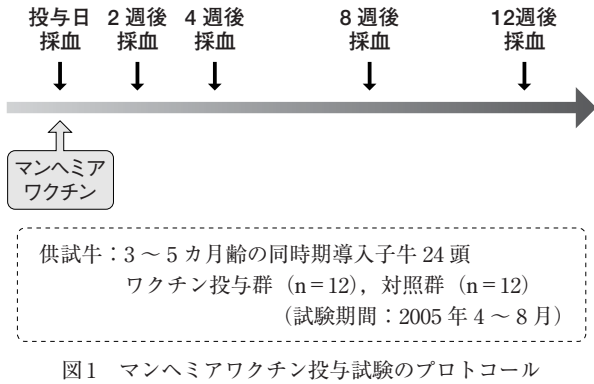 投与日 2週後 4週後 8週後 12週後
採血 採血 採血 採血 採血
マンヘミア
ワクチン
供試牛：3～5カ月齢の同時期導入子牛24頭
ワクチン投与群（n＝12），対照群（n＝12）
（試験期間：2005年4～8月）
図1 マンヘミアワクチン投与試験のプロトコール